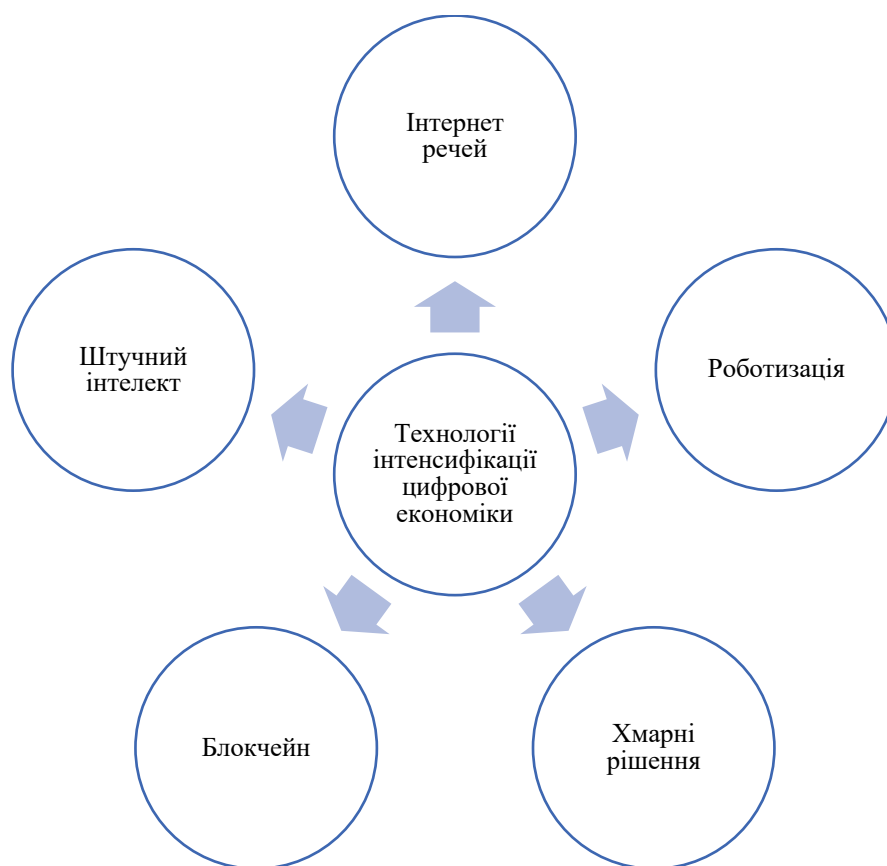 Інтернет
речей
Штучний
інтелект
Роботизація
Технології
інтенсифікації
цифрової
економіки
Блокчейн
Хмарні
рішення